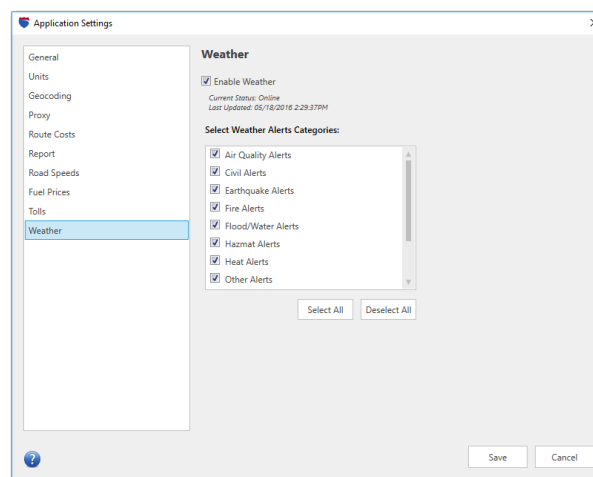 Application Settings
General
Units
Geocoding
Proxy
Route Costs
Report
Road Speeds
Fuel Prices
Tolls
Weather
Weather
Enable Weather
Current Status: Online
Last Updated: 05/18/2016 2:29:37PM
Select Weather Alerts Categories:
Air Quality Alerts
Civil Alerts
Earthquake Alerts
Fire Alerts
Flood/Water Alerts
Hazmat Alerts
Heat Alerts
Other Alerts
Select All Deselect All
? Save Cancel